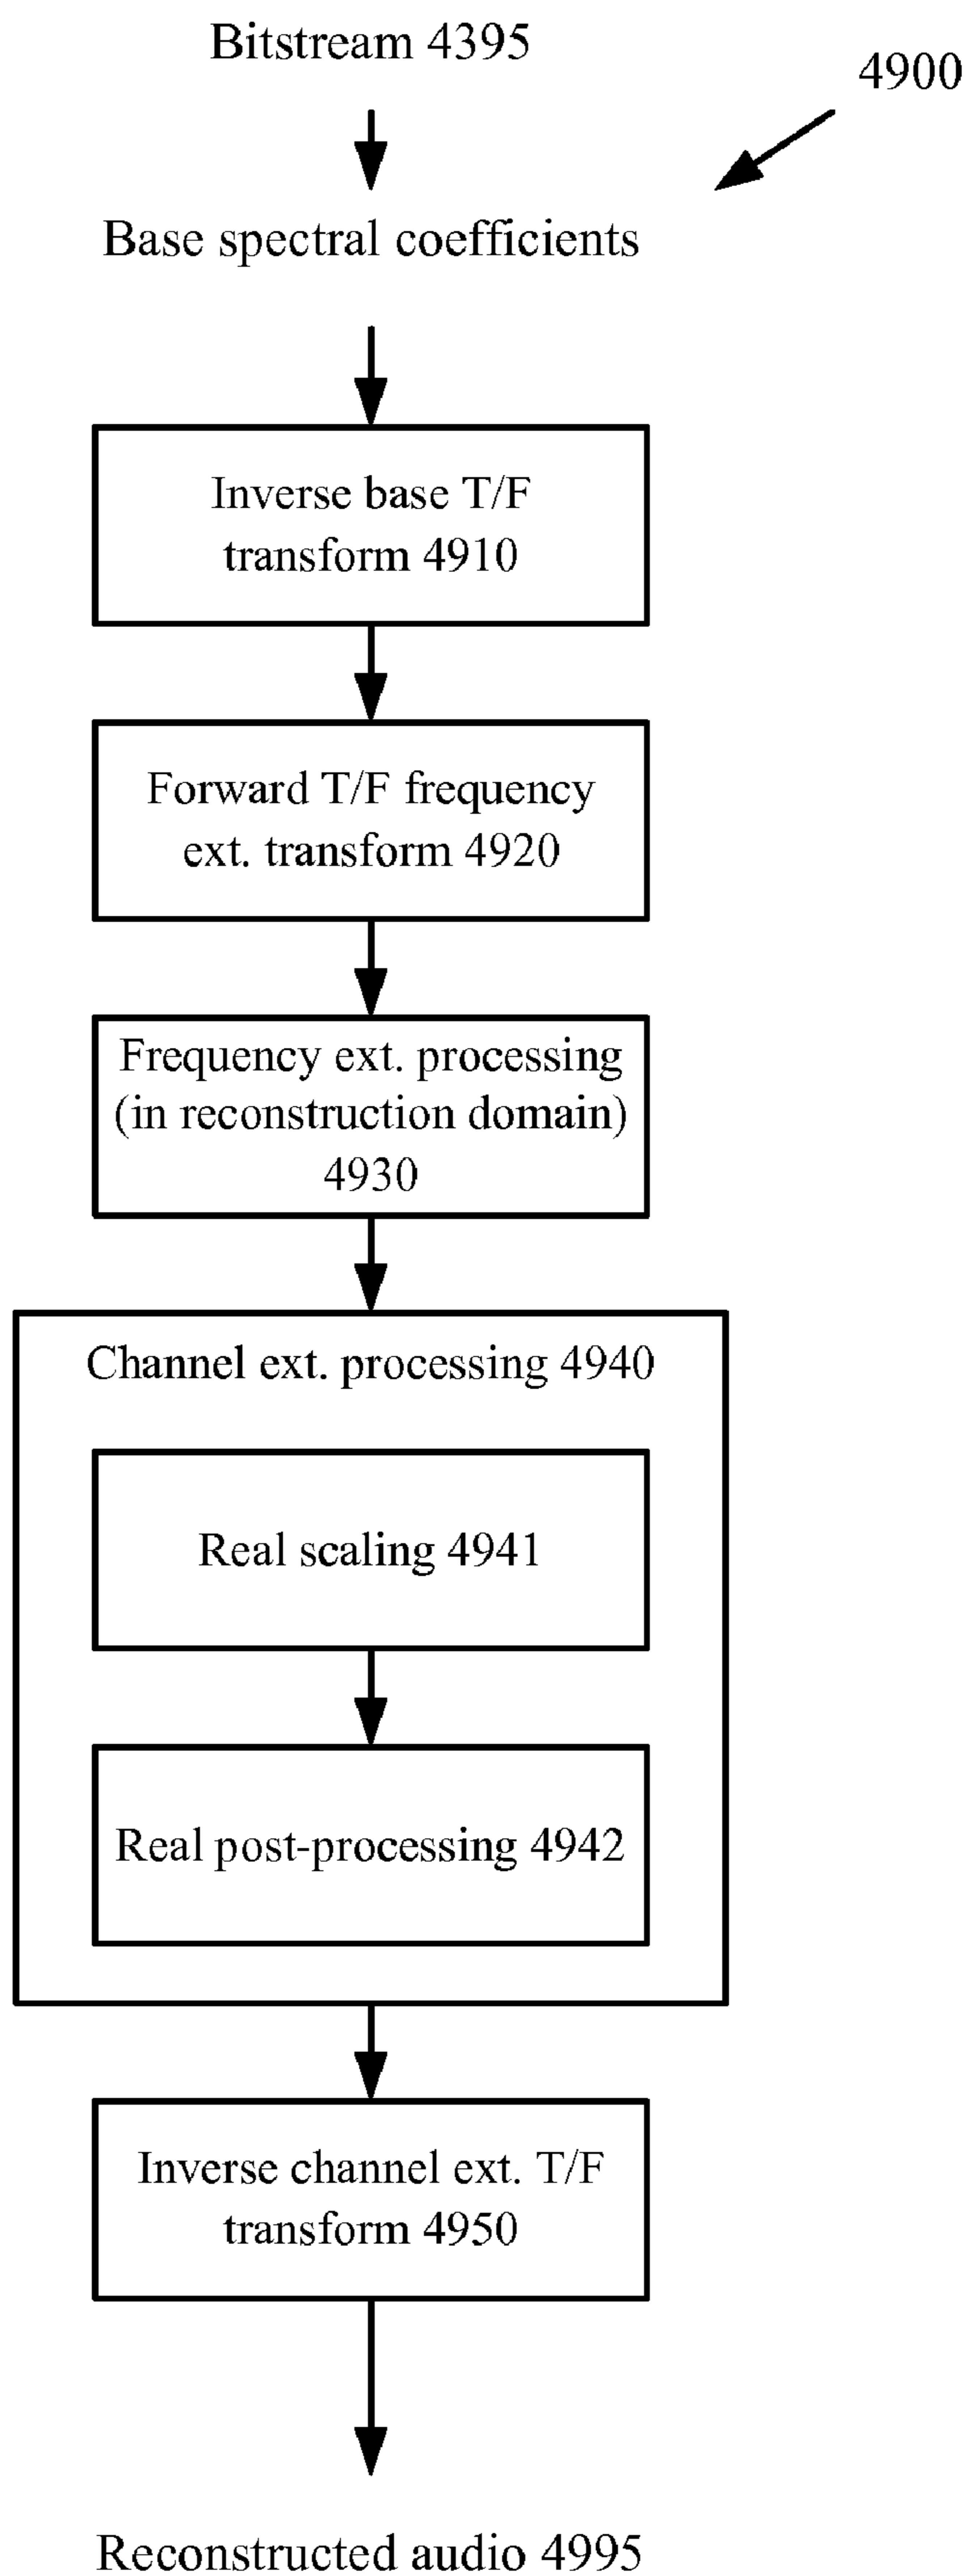 Bitstream 4395
4900
Base spectral coefficients
Inverse base T/F
transform 4910
Forward T/F frequency
ext. transform 4920
Frequency ext. processing
(in reconstruction domain)
4930
Channel ext. processing 4940
Real scaling 4941
Real post-processing 4942
Inverse channel ext. T/F
transform 4950
Reconstructed audio 4995